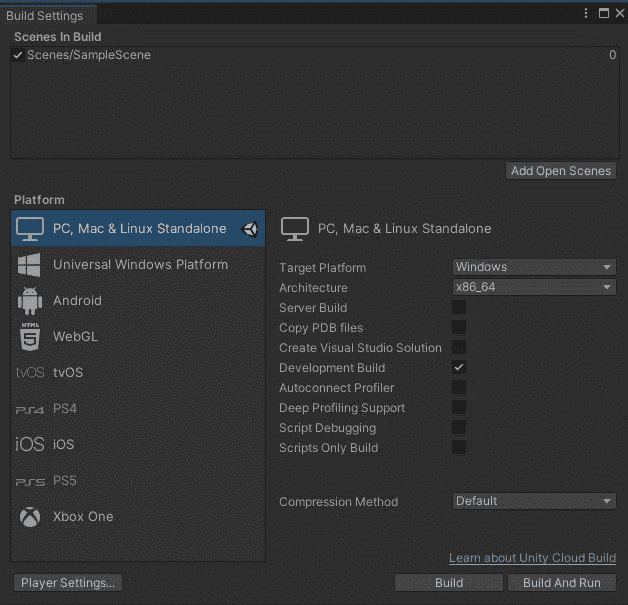 Build Settings
Scenes In Build
Scenes/SampleScene 0
Add Open Scenes
Platform
PC, Mac & Linux Standalone
Universal Windows Platform
Android
HTML
5
WebGL
tvOS tvOS
PS4 PS4
iOS iOS
PS5 PS5
Xbox One
PC, Mac & Linux Standalone
Target Platform Windows
Architecture x86_64
Server Build
Copy PDB files
Create Visual Studio Solution
Development Build
Autoconnect Profiler
Deep Profiling Support
Script Debugging
Scripts Only Build
Compression Method Default
Learn about Unity Cloud Build
Player Settings... Build Build And Run